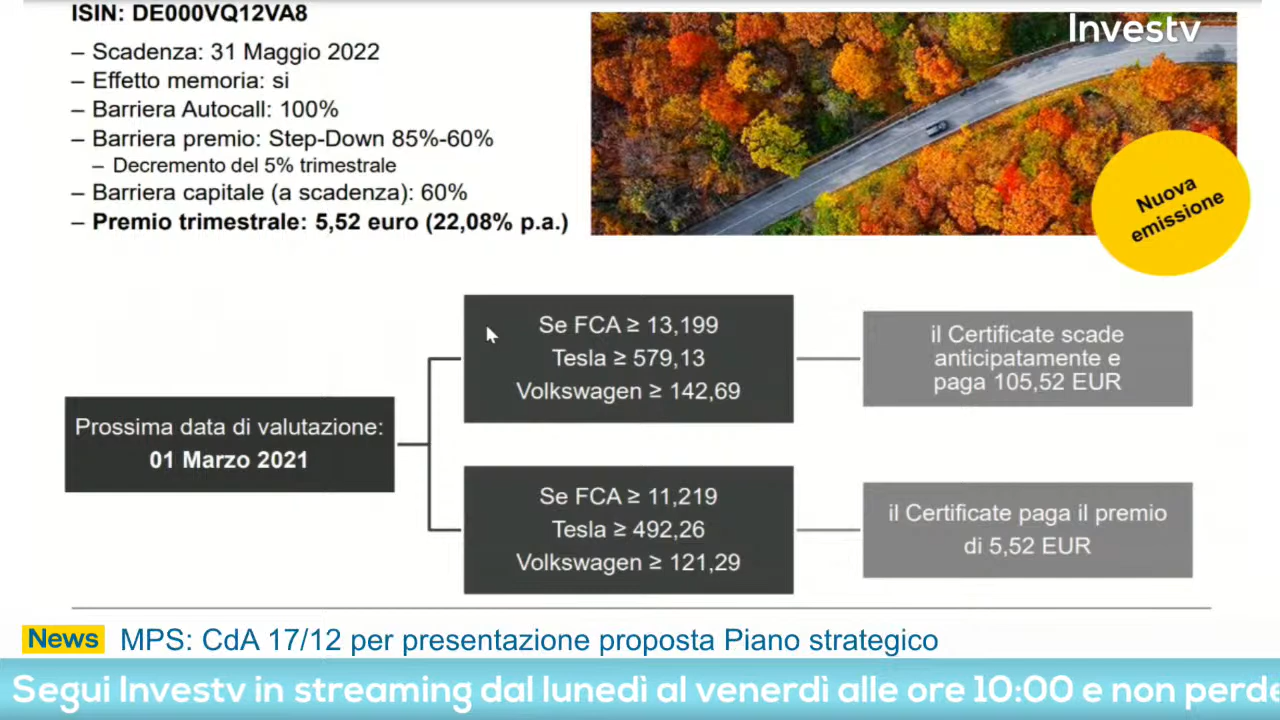 ISIN: DE000VQ12VA8
Investv
– Scadenza: 31 Maggio 2022
– Effetto memoria: si
– Barriera Autocall: 100%
– Barriera premio: Step-Down 85%-60%
– Decremento del 5% trimestrale
– Barriera capitale (a scadenza): 60%
– Premio trimestrale: 5,52 euro (22,08% p.a.)
Nuova
emissione
Prossima data di valutazione:
01 Marzo 2021
Se FCA ≥ 13,199
Tesla ≥ 579,13
Volkswagen ≥ 142,69
il Certificate scade
anticipatamente e
paga 105,52 EUR
Se FCA ≥ 11,219
Tesla ≥ 492,26
Volkswagen ≥ 121,29
il Certificate paga il premio
di 5,52 EUR
News MPS: CdA 17/12 per presentazione proposta Piano strategico
Segui Investv in streaming dal lunedì al venerdì alle ore 10:00 e non perde